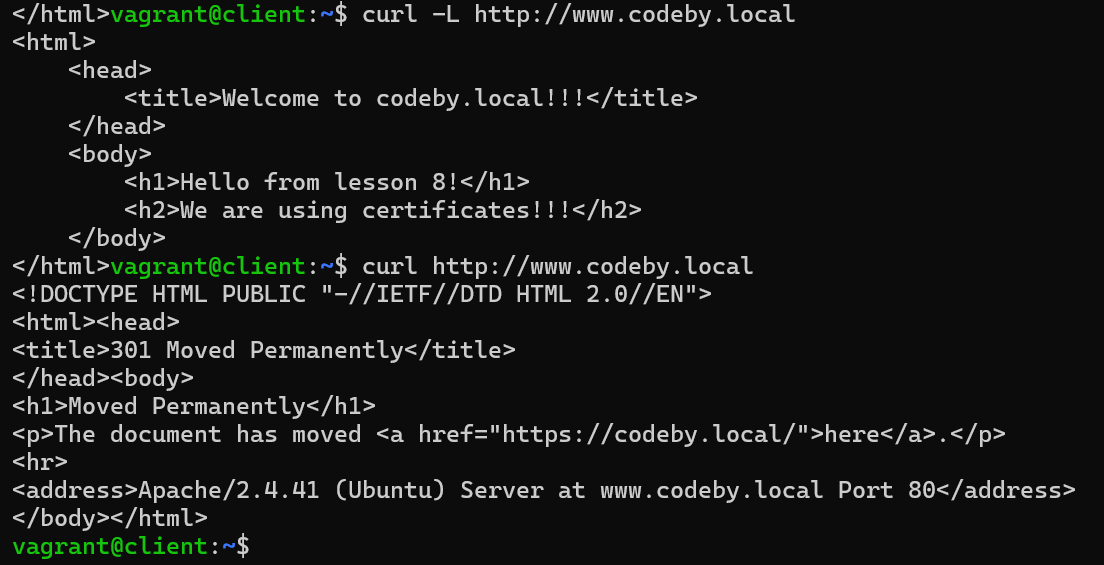 </html>vagrant@client:~$ curl -L http://www.codeby.local
<html>
    <head>
        <title>Welcome to codeby.local!!!</title>
    </head>
    <body>
        <h1>Hello from lesson 8!</h1>
        <h2>We are using certificates!!!</h2>
    </body>
</html>vagrant@client:~$ curl http://www.codeby.local
<!DOCTYPE HTML PUBLIC "-//IETF//DTD HTML 2.0//EN">
<html><head>
<title>301 Moved Permanently</title>
</head><body>
<h1>Moved Permanently</h1>
<p>The document has moved <a href="https://codeby.local/">here</a>.</p>
<hr>
<address>Apache/2.4.41 (Ubuntu) Server at www.codeby.local Port 80</address>
</body></html>
vagrant@client:~$